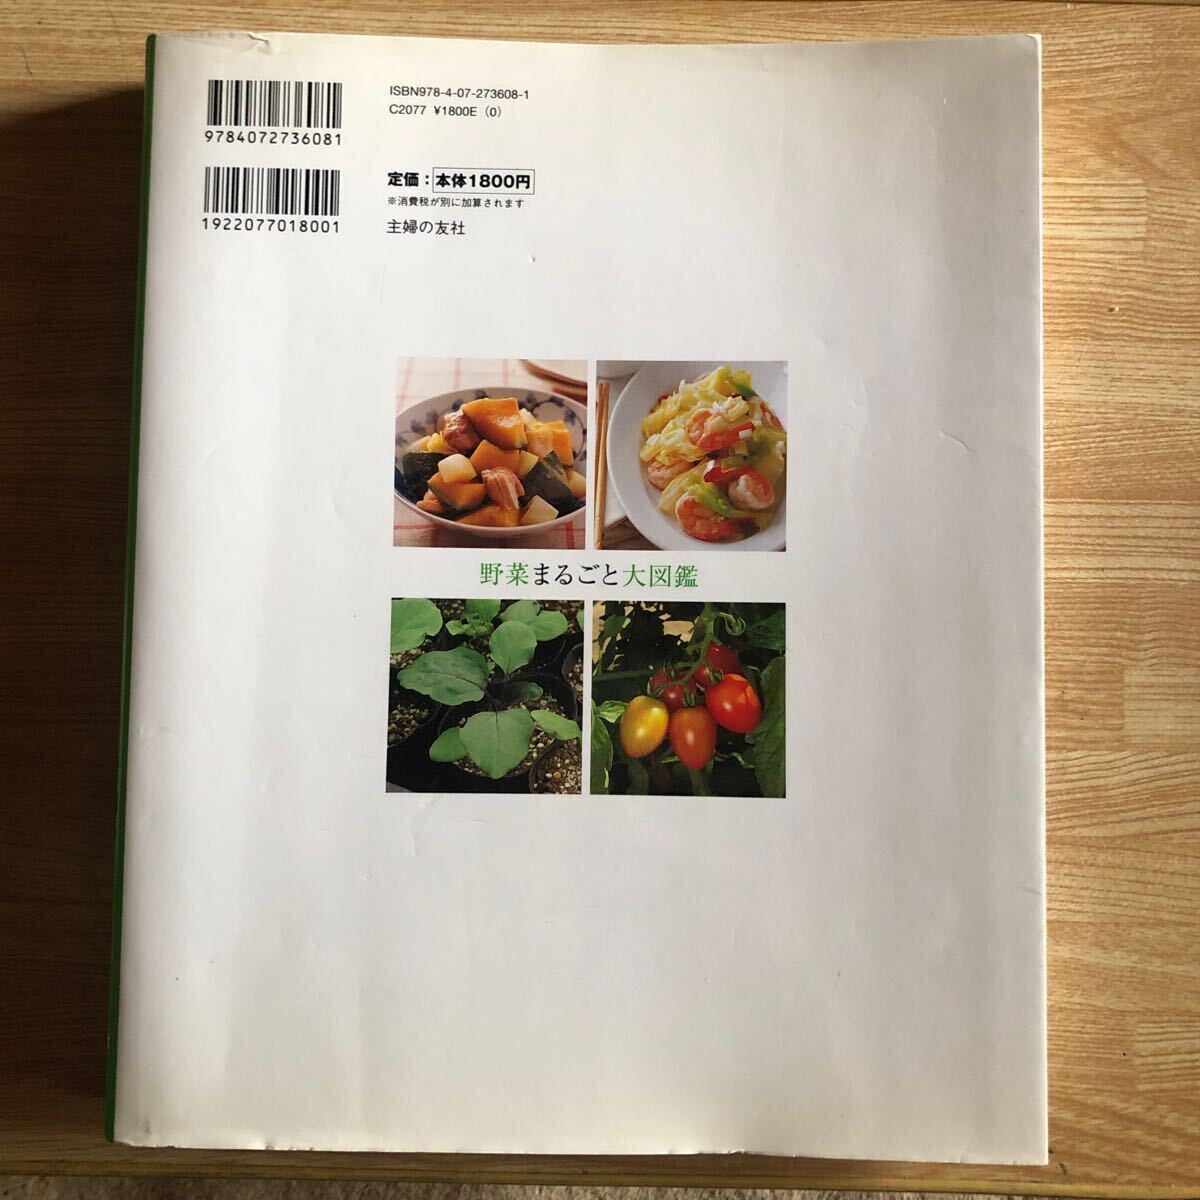 9784072736081
ISBN978-4-07-273608-1
C2077 ¥1800E (0)
1922077018001
定価：本体1800円
※消費税が別に加算されます
主婦の友社
野菜まるごと大図鑑